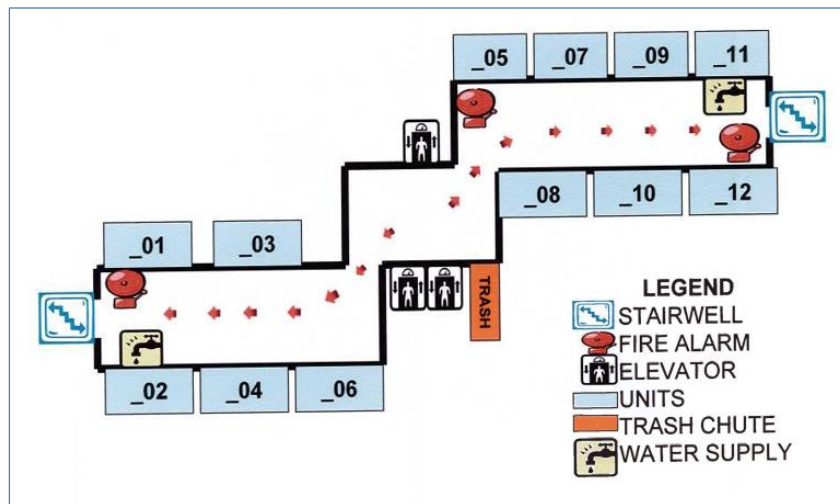 _05 _07 _09 _11
_08 _10 _12
_01 _03
TRASH
_02 _04 _06
LEGEND
STAIRWELL
FIRE ALARM
ELEVATOR
UNITS
TRASH CHUTE
WATER SUPPLY